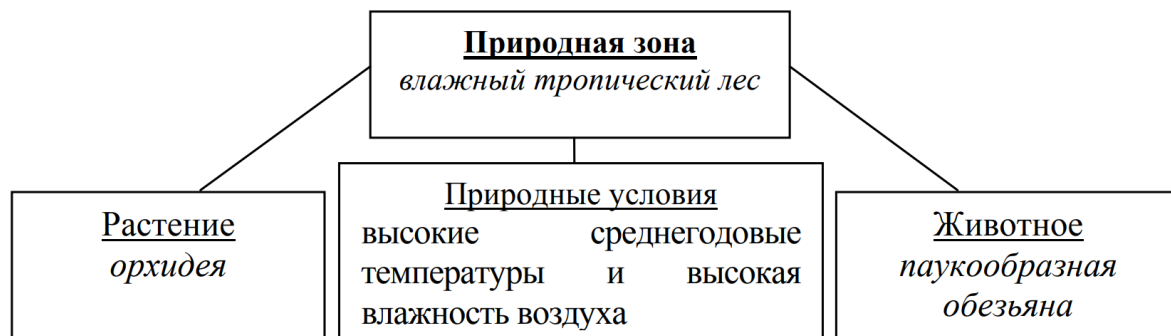 Природная зона
влажный тропический лес
Растение
орхидея
Природные условия
высокие среднегодовые
температуры и высокая
влажность воздуха
Животное
паукообразная
обезьяна